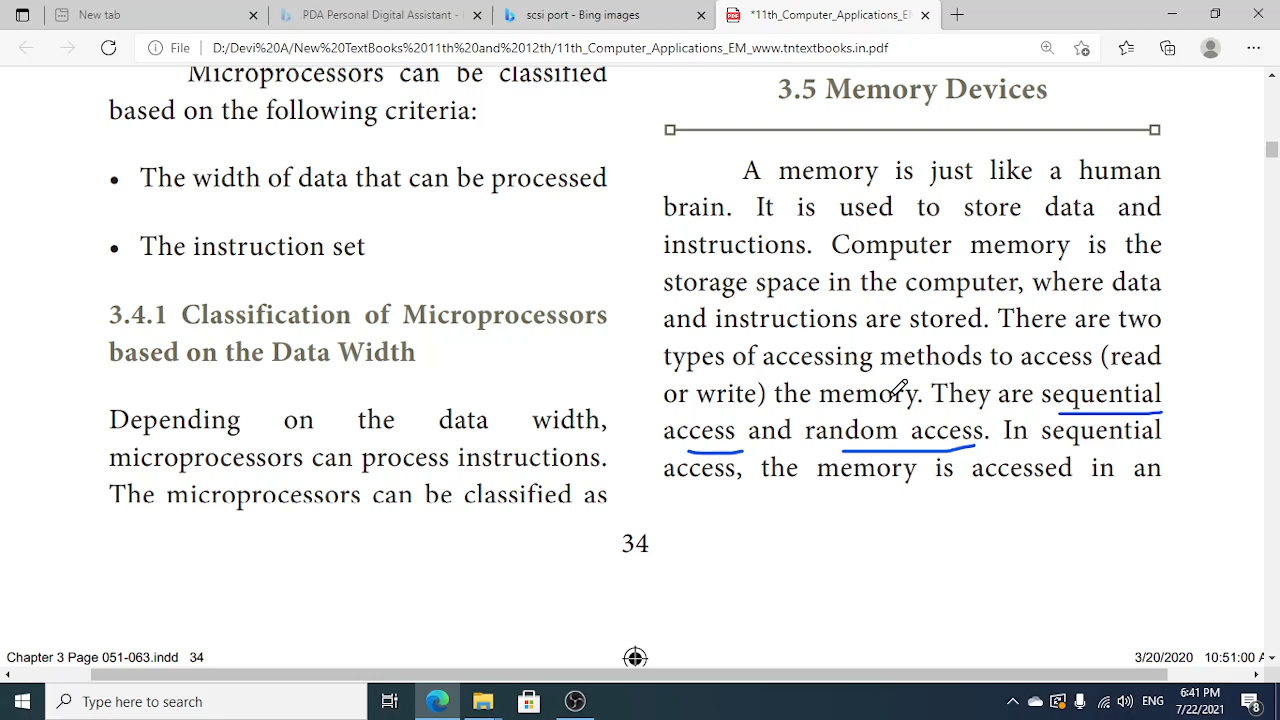 New tab
PDA Personal Digital Assistant -
scsi port - Bing images
*11th_Computer_Applications_EM
File
D:/Devi%20A/New%20TextBooks%2011th%20and%2012th/11th_Computer_Applications_EM_www.tntextbooks.in.pdf
Microprocessors can be classified
based on the following criteria:
• The width of data that can be processed
• The instruction set
3.4.1 Classification of Microprocessors
based on the Data Width
Depending on the data width,
microprocessors can process instructions.
The microprocessors can be classified as
3.5 Memory Devices
A memory is just like a human
brain. It is used to store data and
instructions. Computer memory is the
storage space in the computer, where data
and instructions are stored. There are two
types of accessing methods to access (read
or write) the memory. They are sequential
access and random access. In sequential
access, the memory is accessed in an
34
Chapter 3 Page 051-063.indd 34
3/20/2020 10:51:00 A
Type here to search
ENG
6:41 PM
7/22/2021
8